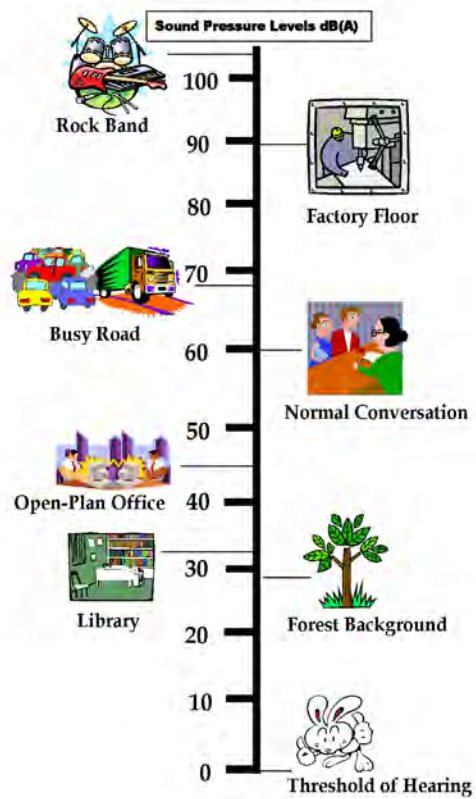 Sound Pressure Levels dB(A)
100
Rock Band
90
Factory Floor
80
70
Busy Road
60
Normal Conversation
50
Open-Plan Office
40
30
Library
Forest Background
20
10
0
Threshold of Hearing